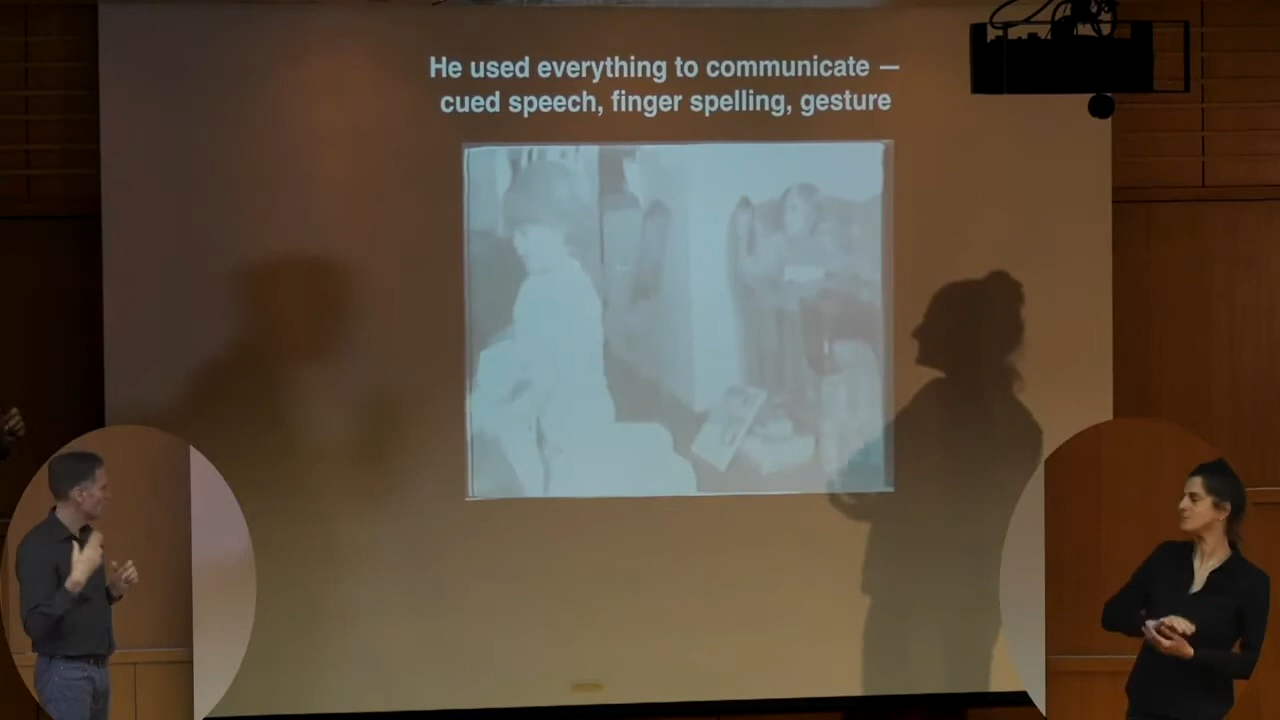 He used everything to communicate –
cued speech, finger spelling, gesture